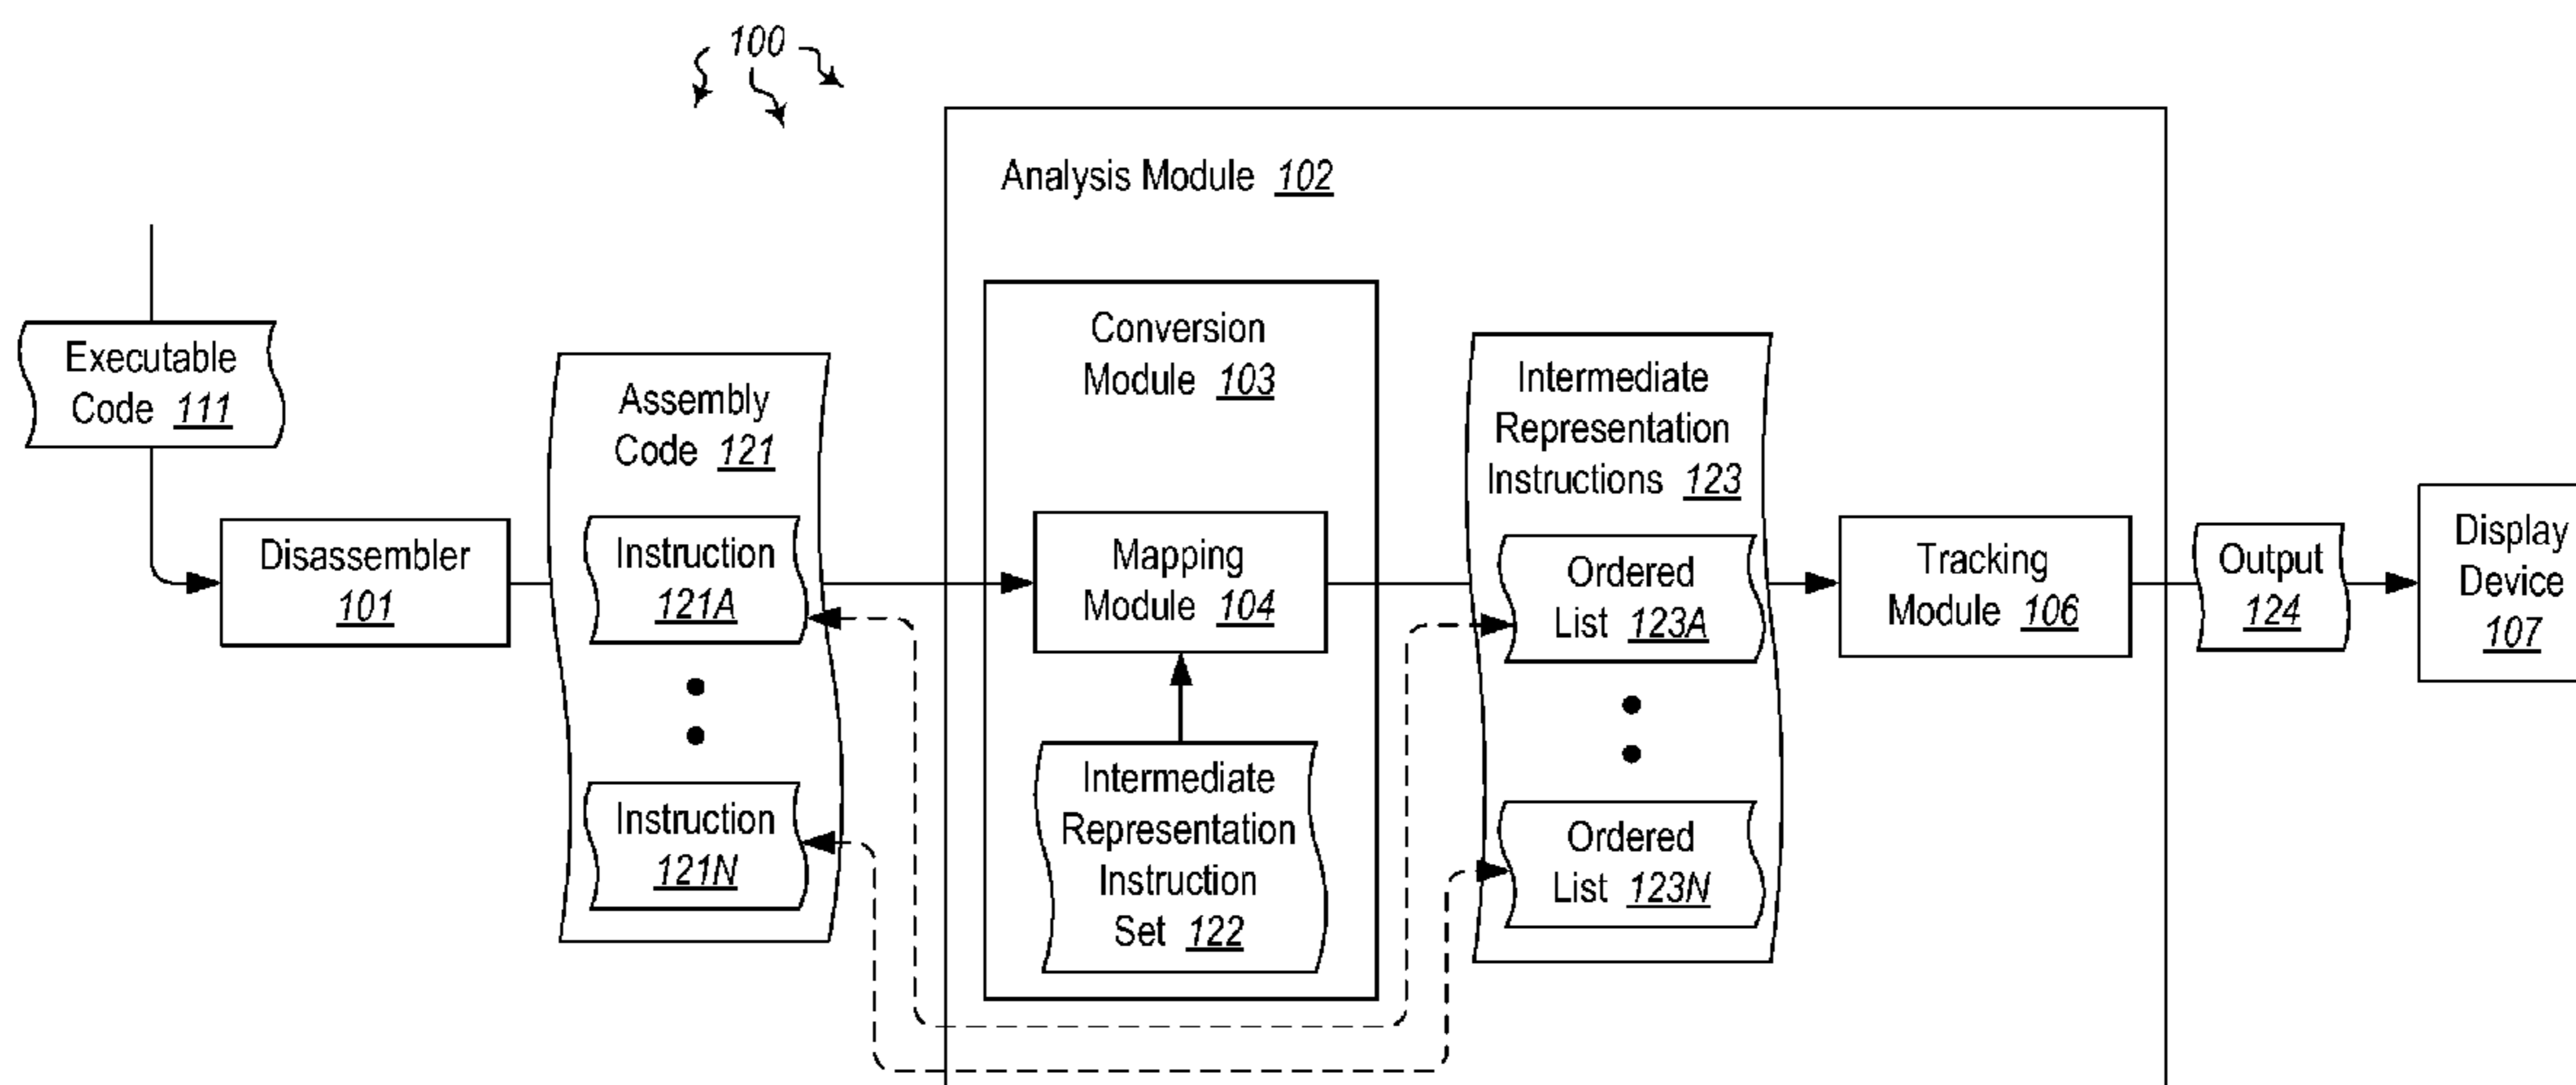 100
Analysis Module 102
Executable
Code 111
Disassembler
101
Assembly
Code 121
Instruction
121A
Instruction
121N
Conversion
Module 103
Mapping
Module 104
Intermediate
Representation
Instruction
Set 122
Intermediate
Representation
Instructions 123
Ordered
List 123A
Ordered
List 123N
Tracking
Module 106
Output
124
Display
Device
107